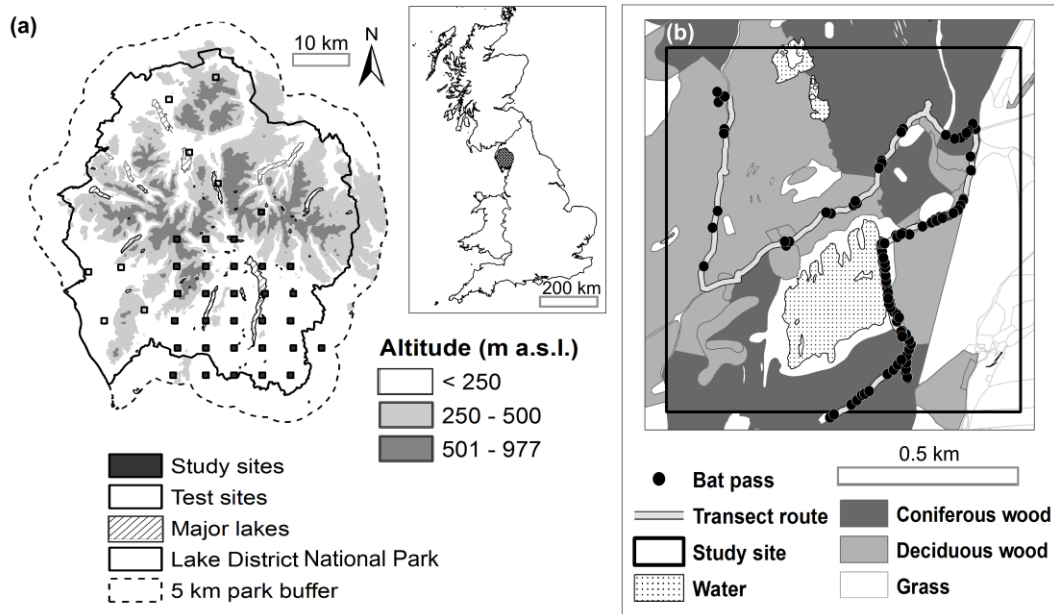 (a)
10 km
N
200 km
Altitude (m a.s.l.)
< 250
250 - 500
501 - 977
Study sites
Test sites
Major lakes
Lake District National Park
5 km park buffer
(b)
0.5 km
Bat pass
Transect route
Study site
Water
Coniferous wood
Deciduous wood
Grass